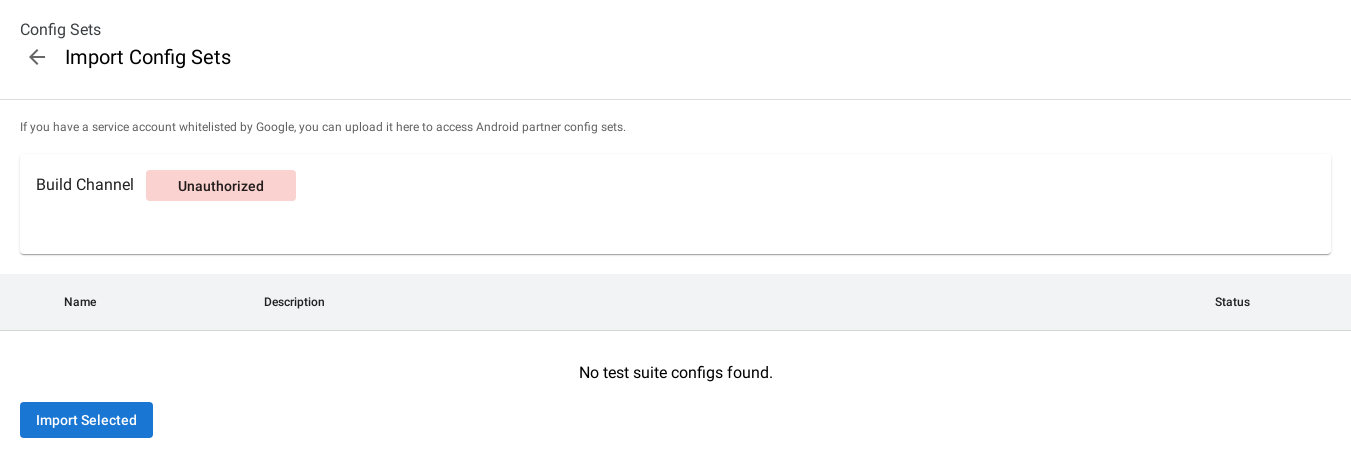 Config Sets
Import Config Sets
If you have a service account whitelisted by Google, you can upload it here to access Android partner config sets.
Build Channel Unauthorized
Name Description Status
No test suite configs found.
Import Selected